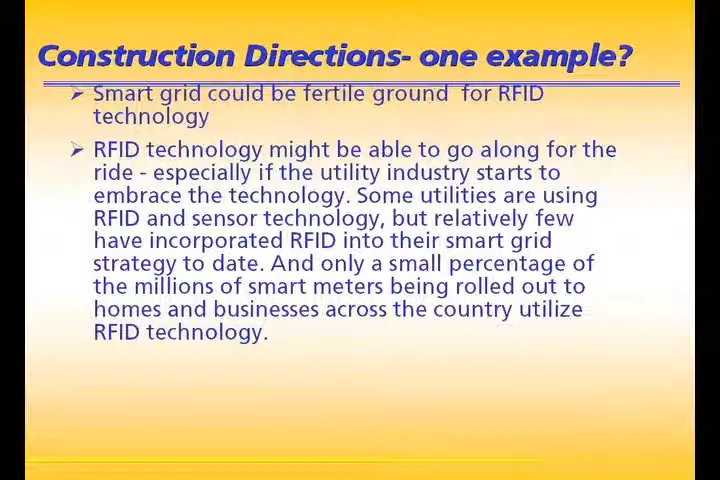 Construction Directions- one example?
Smart grid could be fertile ground for RFID
technology
RFID technology might be able to go along for the
ride - especially if the utility industry starts to
embrace the technology. Some utilities are using
RFID and sensor technology, but relatively few
have incorporated RFID into their smart grid
strategy to date. And only a small percentage of
the millions of smart meters being rolled out to
homes and businesses across the country utilize
RFID technology.